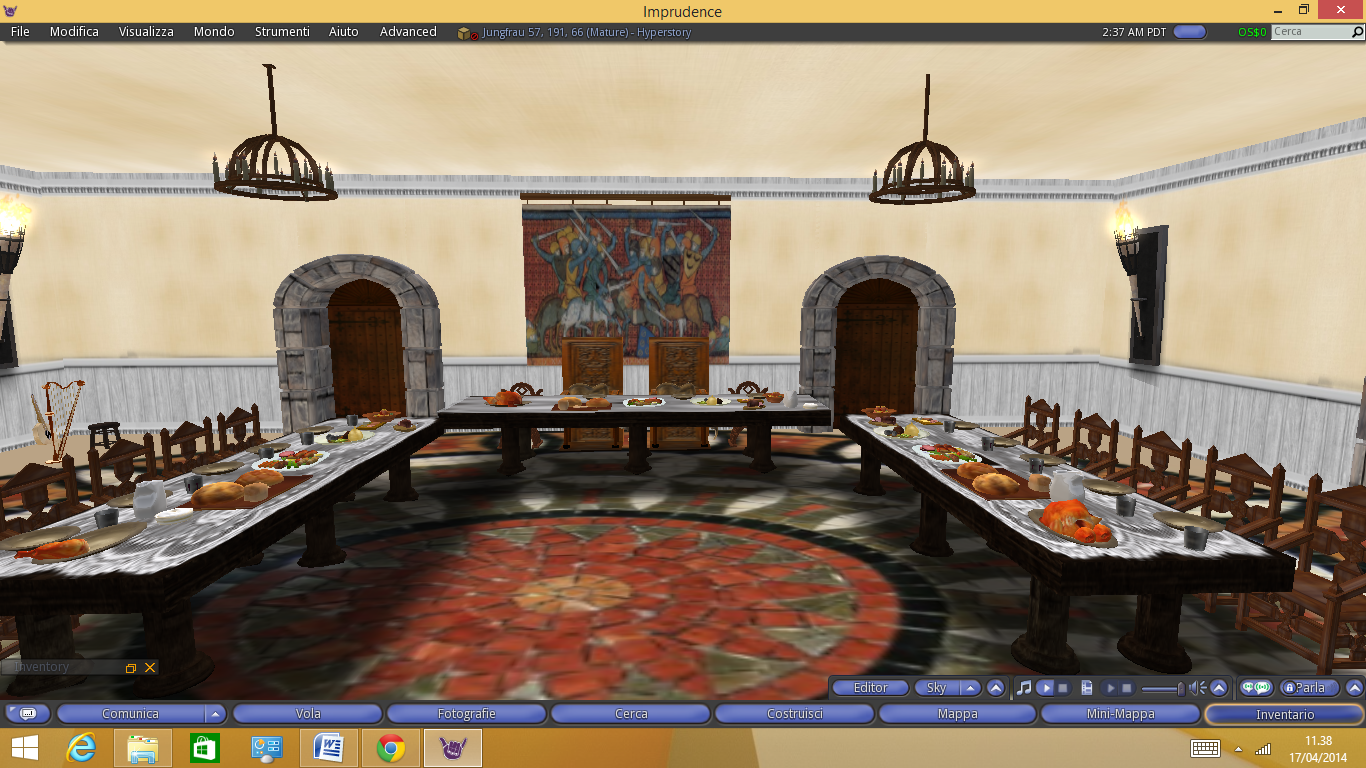 Imprudence
File Modifica Visualizza Mondo Strumenti Aiuto Advanced Jungfrau 57, 191, 66 (Mature) - Hyperstory 2:37 AM PDT OS$0 Cerca
Inventory
Editor Sky Parla
Comunica Vola Fotografie Cerca Costruisci Mappa Mini-Mappa Inventario
11.38
17/04/2014